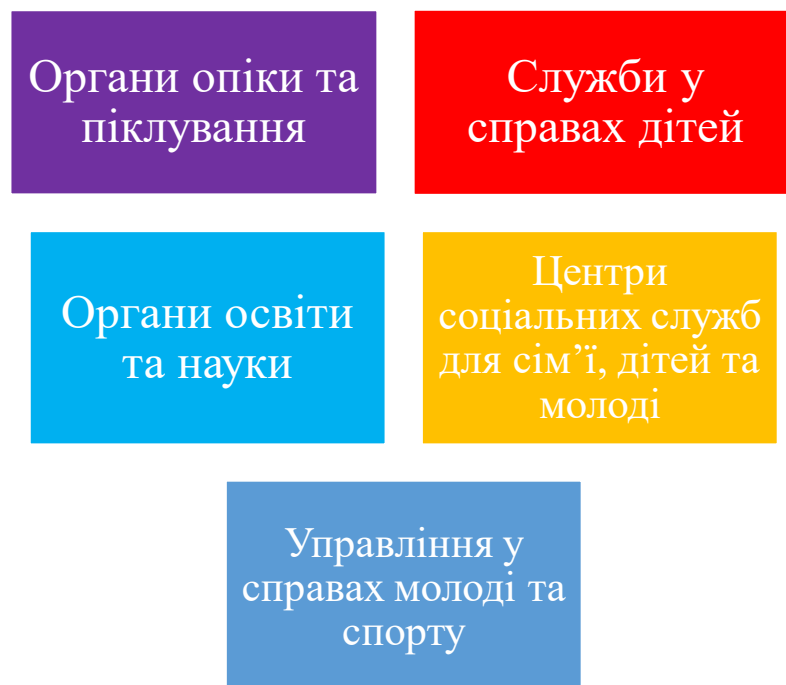 Органи опіки та
піклування
Служби у
справах дітей
Органи освіти
та науки
Центри
соціальних служб
для сім’ї, дітей та
молоді
Управління у
справах молоді та
спорту